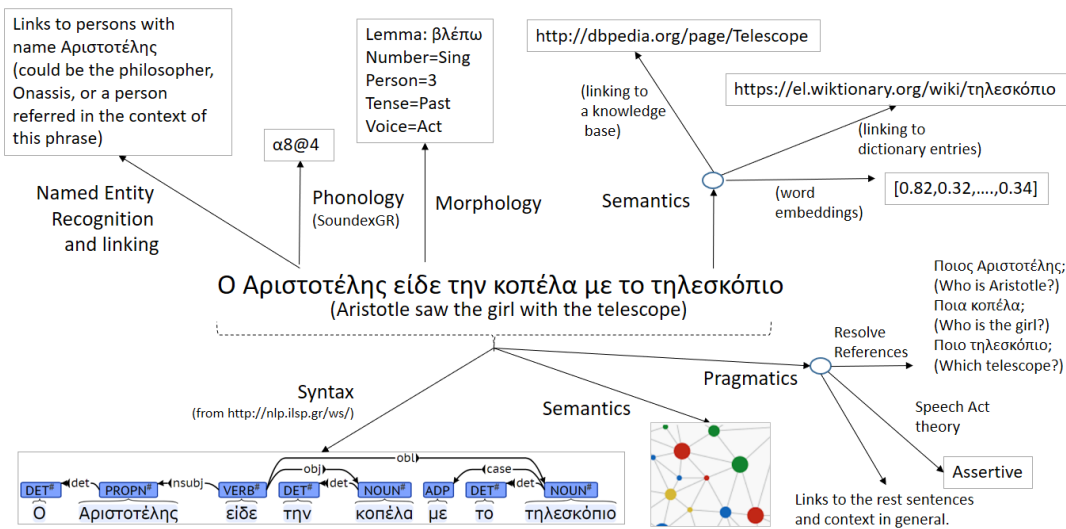 Links to persons with
name Αριστοτέλης
(could be the philosopher,
Onassis, or a person
referred in the context of
this phrase)
Lemma: βλέπω
Number=Sing
Person=3
Tense=Past
Voice=Act
http://dbpedia.org/page/Telescope
https://el.wiktionary.org/wiki/τηλεσκόπιο
(linking to
a knowledge
base)
(linking to
dictionary entries)
α8@4
[0.82,0.32,....,0.34]
(word
embeddings)
Named Entity
Recognition
and linking
Phonology
(SoundexGR)
Morphology
Semantics
Ο Αριστοτέλης είδε την κοπέλα με το τηλεσκόπιο
(Aristotle saw the girl with the telescope)
Ποιος Αριστοτέλης;
(Who is Aristotle?)
Ποια κοπέλα;
(Who is the girl?)
Ποιο τηλεσκόπιο;
(Which telescope?)
Resolve
References
Pragmatics
Speech Act
theory
Assertive
Links to the rest sentences
and context in general.
Syntax
(from http://nlp.ilsp.gr/ws/)
Semantics
obl
obj case
det nsubj det det
DET# PROPN# VERB# DET# NOUN# ADP DET# NOUN#
Ο Αριστοτέλης είδε την κοπέλα με το τηλεσκόπιο